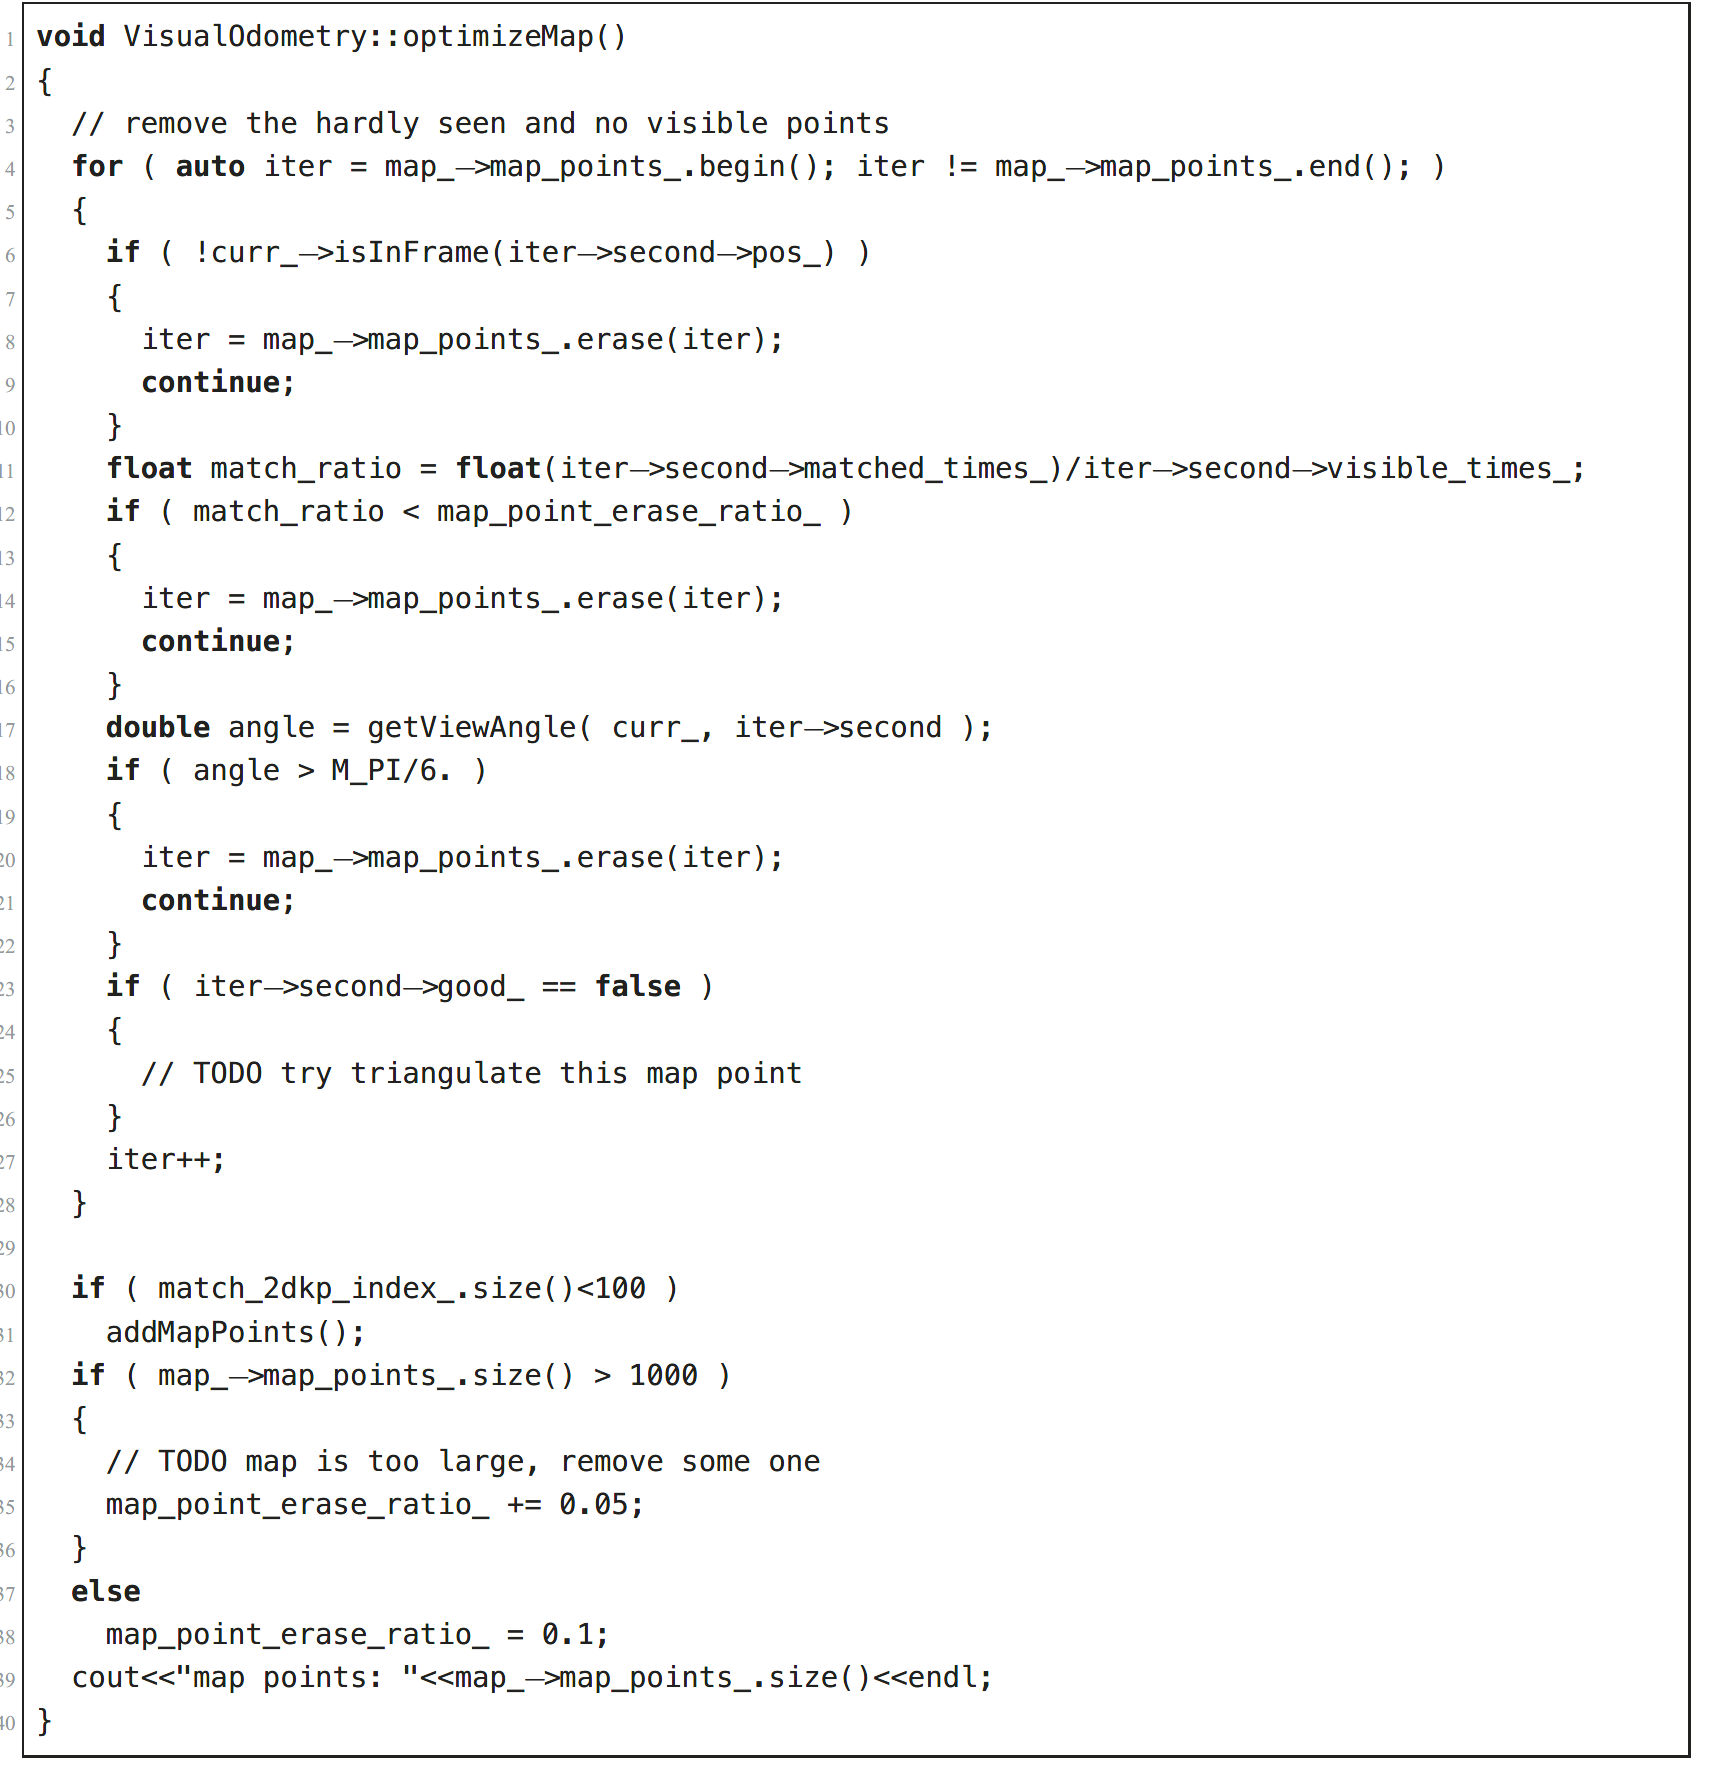 1 void VisualOdometry::optimizeMap()
2 {
3 // remove the hardly seen and no visible points
4 for ( auto iter = map_->map_points_.begin(); iter != map_->map_points_.end(); )
5 {
6 if ( !curr_->isInFrame(iter->second->pos_) )
7 {
8 iter = map_->map_points_.erase(iter);
9 continue;
10 }
11 float match_ratio = float(iter->second->matched_times_)/iter->second->visible_times_;
12 if ( match_ratio < map_point_erase_ratio_ )
13 {
14 iter = map_->map_points_.erase(iter);
15 continue;
16 }
17 double angle = getViewAngle( curr_, iter->second );
18 if ( angle > M_PI/6. )
19 {
20 iter = map_->map_points_.erase(iter);
21 continue;
22 }
23 if ( iter->second->good_ == false )
24 {
25 // TODO try triangulate this map point
26 }
27 iter++;
28 }
29
30 if ( match_2dkp_index_.size()<100 )
31 addMapPoints();
32 if ( map_->map_points_.size() > 1000 )
33 {
34 // TODO map is too large, remove some one
35 map_point_erase_ratio_ += 0.05;
36 }
37 else
38 map_point_erase_ratio_ = 0.1;
39 cout<<"map points: "<<map_->map_points_.size()<<endl;
40 }